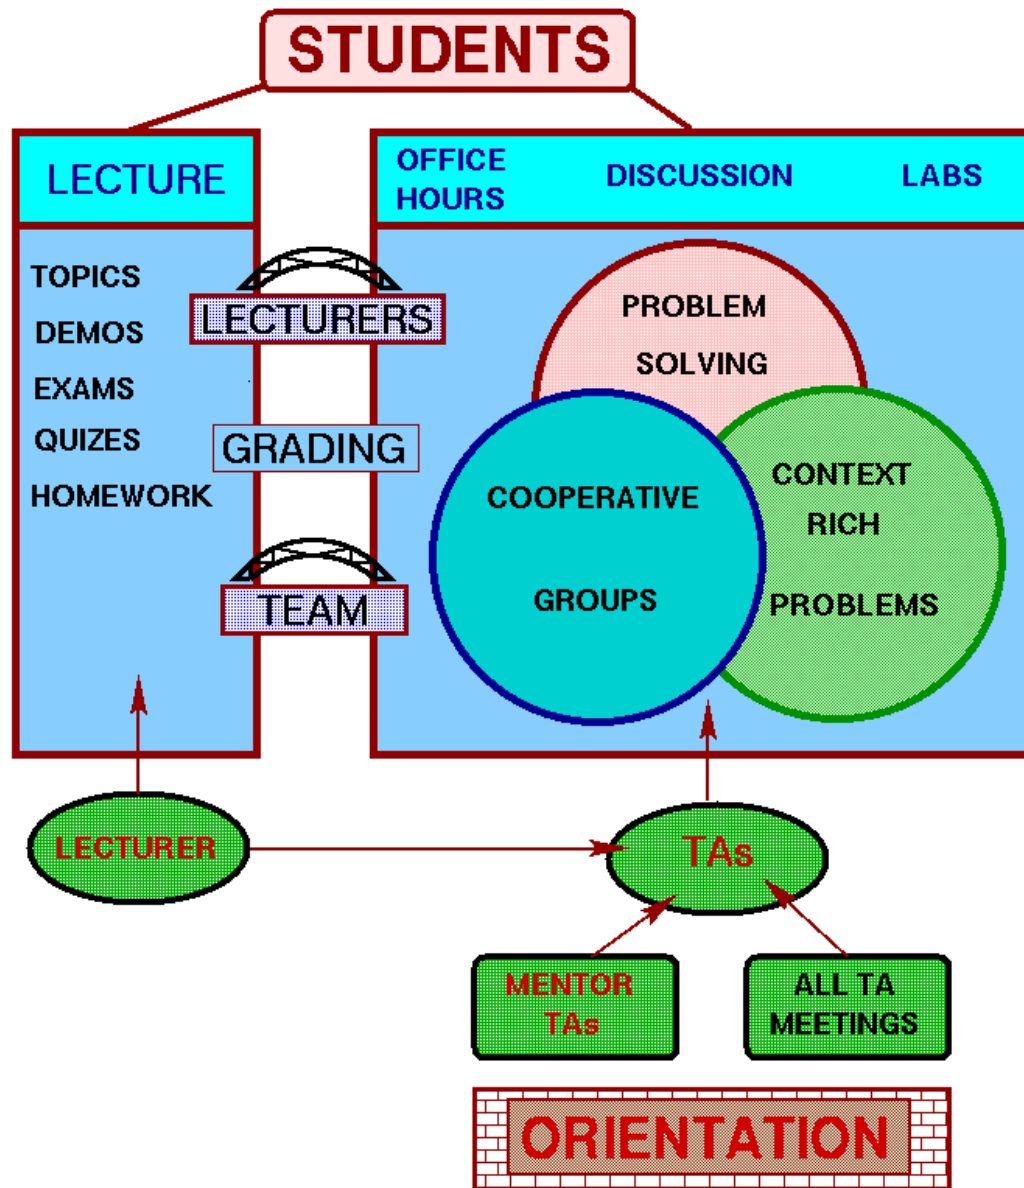 STUDENTS
LECTURE
OFFICE
HOURS
DISCUSSION
LABS
TOPICS
DEMOS
EXAMS
QUIZES
HOMEWORK
LECTURERS
GRADING
TEAM
PROBLEM
SOLVING
COOPERATIVE
GROUPS
CONTEXT
RICH
PROBLEMS
LECTURER
TAs
MENTOR
TAs
ALL TA
MEETINGS
ORIENTATION